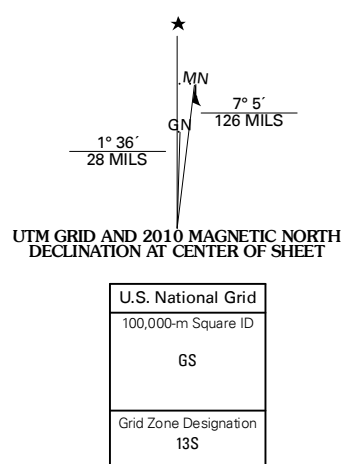 MN
GN
7° 5´
126 MILS
1° 36´
28 MILS
UTM GRID AND 2010 MAGNETIC NORTH
DECLINATION AT CENTER OF SHEET
U.S. National Grid
100,000-m Square ID
GS
Grid Zone Designation
13S